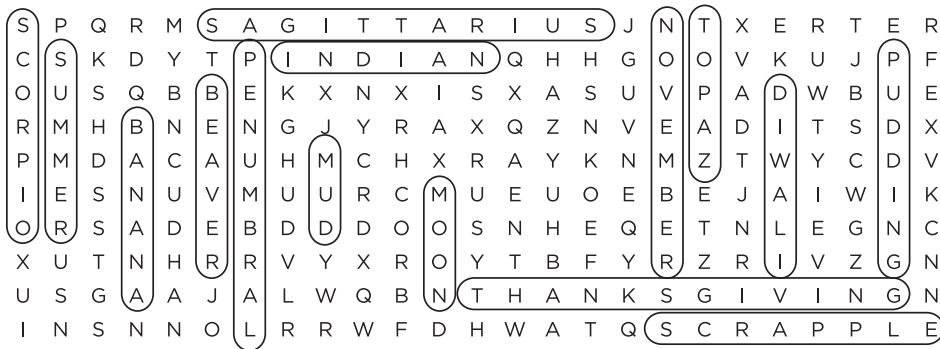 S P Q R M S A G I T T A R I U S J N T X E R T E R
C S K D Y T P I N D I A N Q H H G O O V K U J P F
O U S Q B B E K X N X I S X A S U V P A D W B U E
R M H B N E N G J Y R A X Q Z N V E A D I T S D X
P M D A C A U H M C H X R A Y K N M Z T W Y C D V
I E S N U V M U U R C M U E U O E B E J A I W I K
O R S A D E B D D D O O S N H E Q E T N L E G N C
X U T N H R R V Y X R O Y T B F Y R Z R I V Z G N
U S G A A J A L W Q B N T H A N K S G I V I N G N
I N S N N O L R R W F D H W A T Q S C R A P P L E